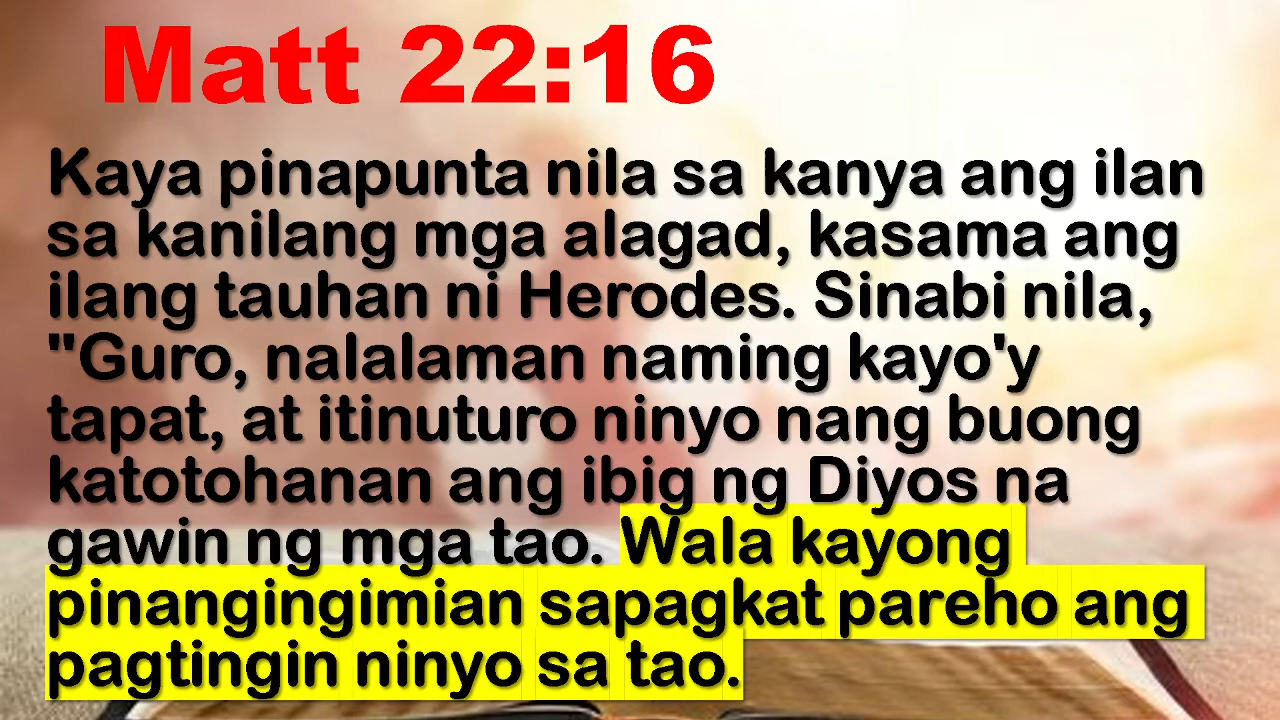 Matt 22:16
Kaya pinapunta nila sa kanya ang ilan
sa kanilang mga alagad, kasama ang
ilang tauhan ni Herodes. Sinabi nila,
"Guro, nalalaman naming kayo'y
tapat, at itinuturo ninyo nang buong
katotohanan ang ibig ng Diyos na
gawin ng mga tao. Wala kayong
pinangingimian sapagkat pareho ang
pagtingin ninyo sa tao.